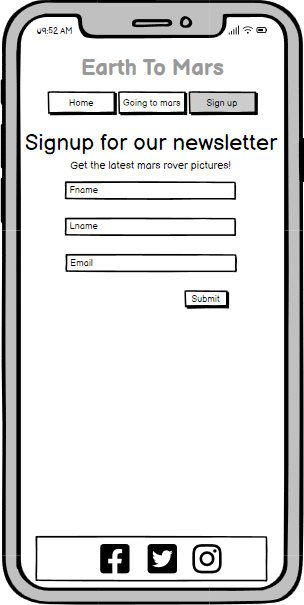 09:52 AM
Earth To Mars
Home
Going to mars
Sign up
Signup for our newsletter
Get the latest mars rover pictures!
Fname
Lname
Email
Submit